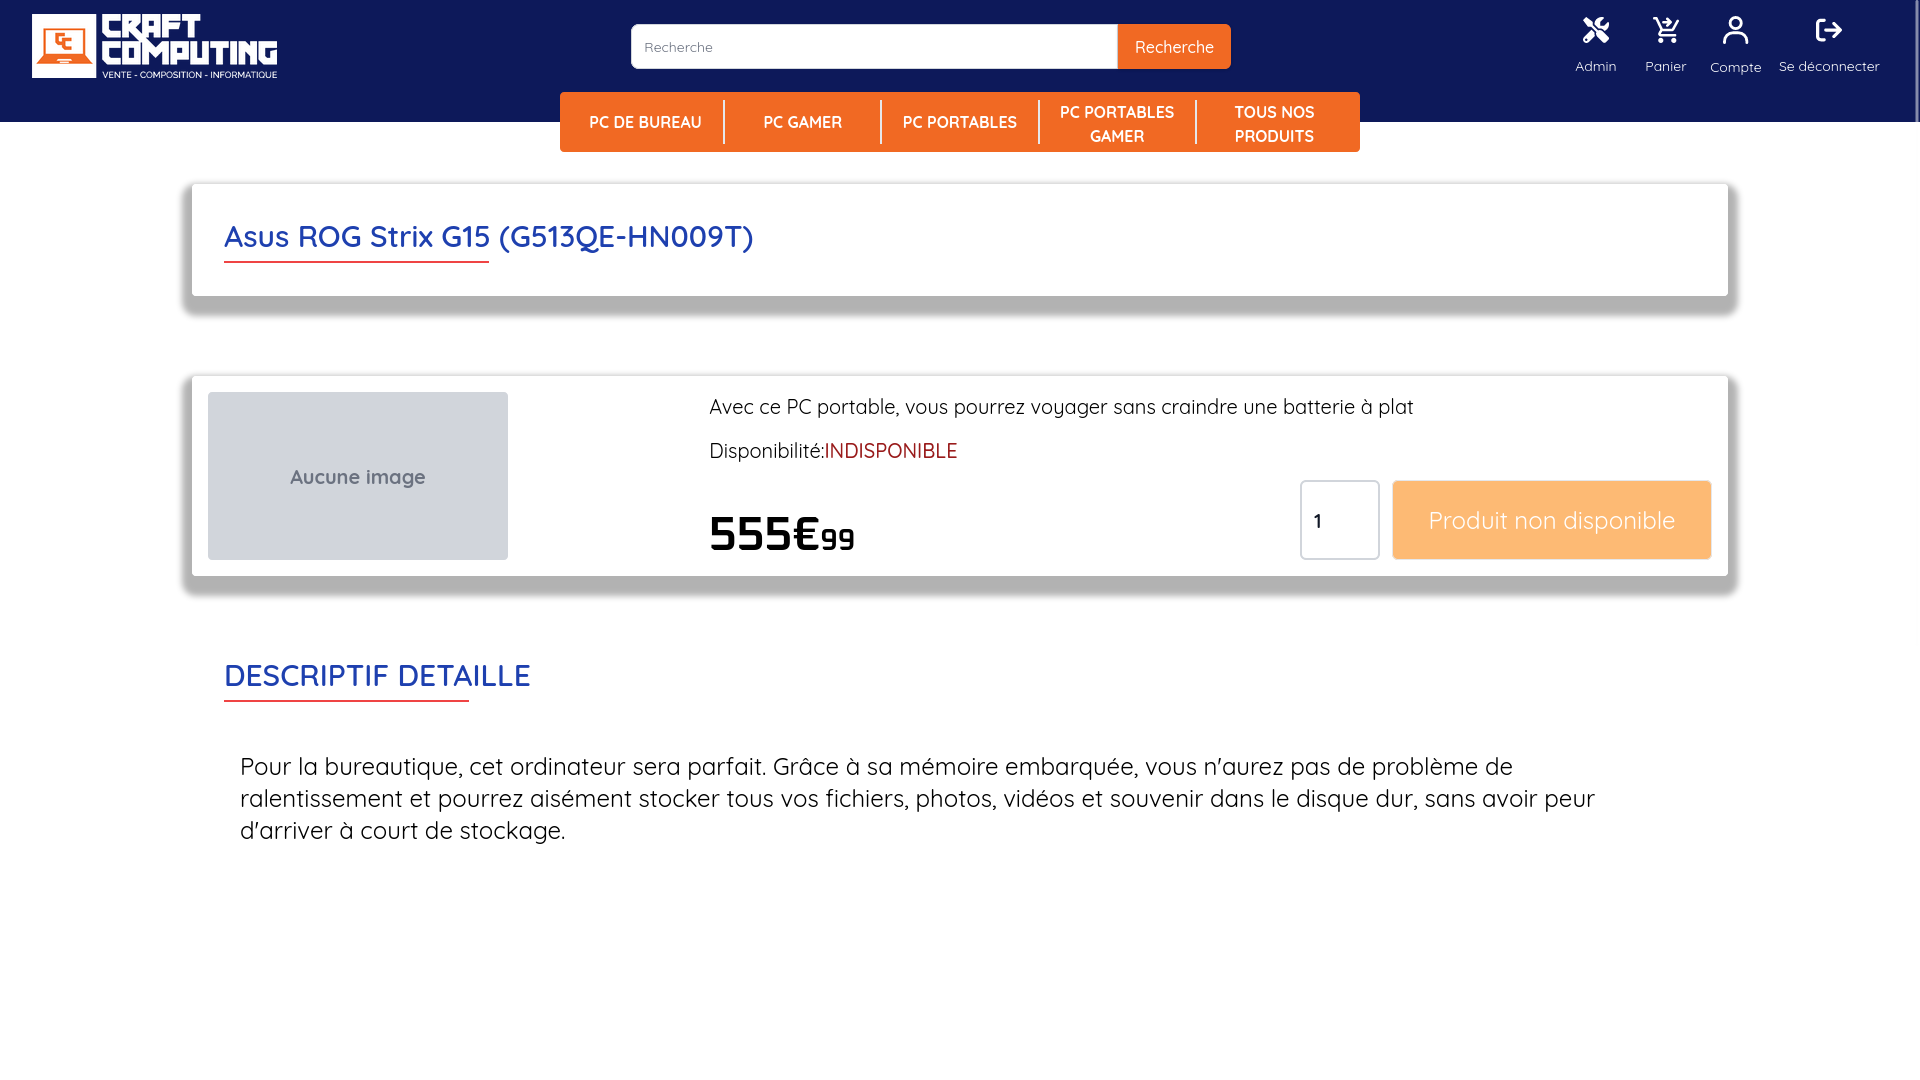 CRAFT
COMPUTING
VENTE - COMPOSITION - INFORMATIQUE
Recherche
Recherche
Admin
Panier
Compte
Se déconnecter
PC DE BUREAU
PC GAMER
PC PORTABLES
PC PORTABLES
GAMER
TOUS NOS
PRODUITS
Asus ROG Strix G15 (G513QE-HN009T)
Aucune image
Avec ce PC portable, vous pourrez voyager sans craindre une batterie à plat
Disponibilité:INDISPONIBLE
555€99
1
Produit non disponible
DESCRIPTIF DETAILLE
Pour la bureautique, cet ordinateur sera parfait. Grâce à sa mémoire embarquée, vous n'aurez pas de problème de
ralentissement et pourrez aisément stocker tous vos fichiers, photos, vidéos et souvenir dans le disque dur, sans avoir peur
d'arriver à court de stockage.